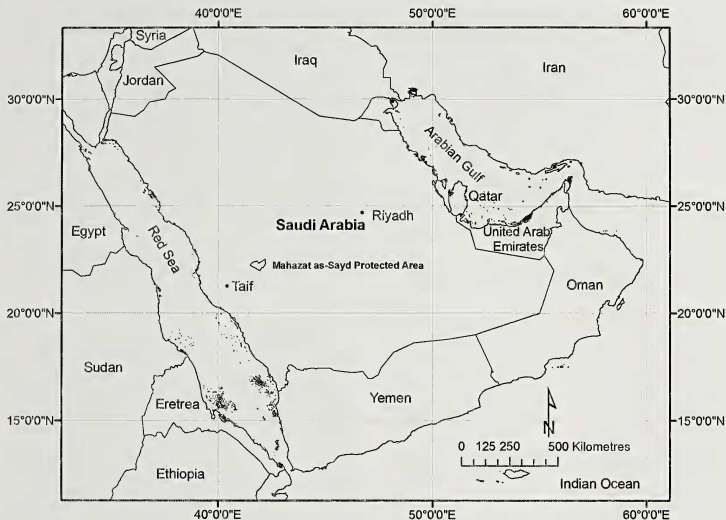 40°0'0"E 50°0'0"E 60°0'0"E
Syria
Iraq
Iran
Jordan
30°0'0"N
30°0'0"N
Arabian Gulf
Qatar
25°0'0"N
25°0'0"N
Riyadh
Saudi Arabia
Egypt
Red Sea
United Arab
Emirates
Mahazat as-Sayd Protected Area
Taif
Oman
20°0'0"N
20°0'0"N
Sudan
Yemen
Eretrea
15°0'0"N
15°0'0"N
N
0 125 250 500 Kilometres
Ethiopia
Indian Ocean
40°0'0"E 50°0'0"E 60°0'0"E